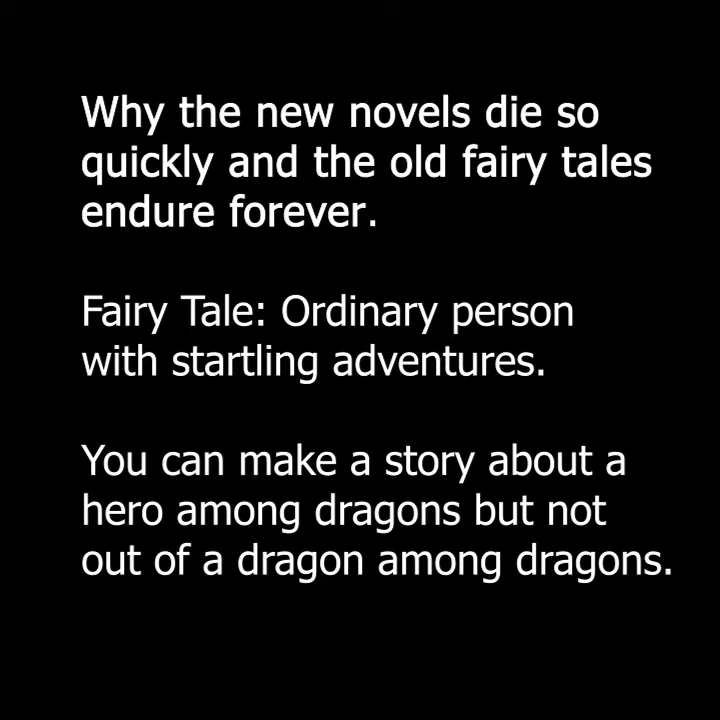 Why the new novels die so
quickly and the old fairy tales
endure forever.
Fairy Tale: Ordinary person
with startling adventures.
You can make a story about a
hero among dragons but not
out of a dragon among dragons.